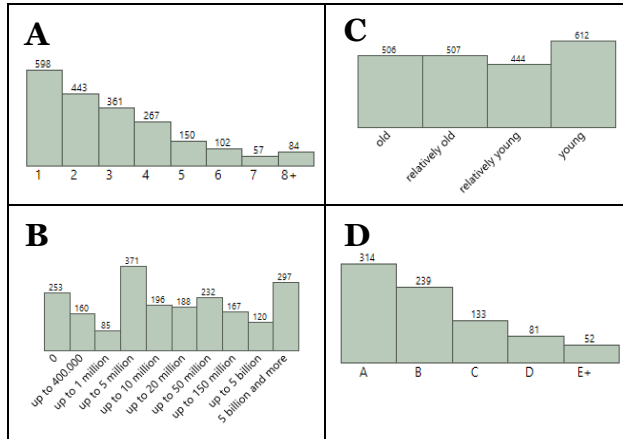 A
598
443
361
267
150
102
57
84
1 2 3 4 5 6 7 8+
C
506
507
444
612
old
relatively old
relatively young
young
B
253
160
85
371
196
188
232
167
120
297
0
up to 400.000
up to 1 million
up to 5 million
up to 10 million
up to 20 million
up to 50 million
up to 150 million
up to 5 billion
5 billion and more
D
314
239
133
81
52
A B C D E+